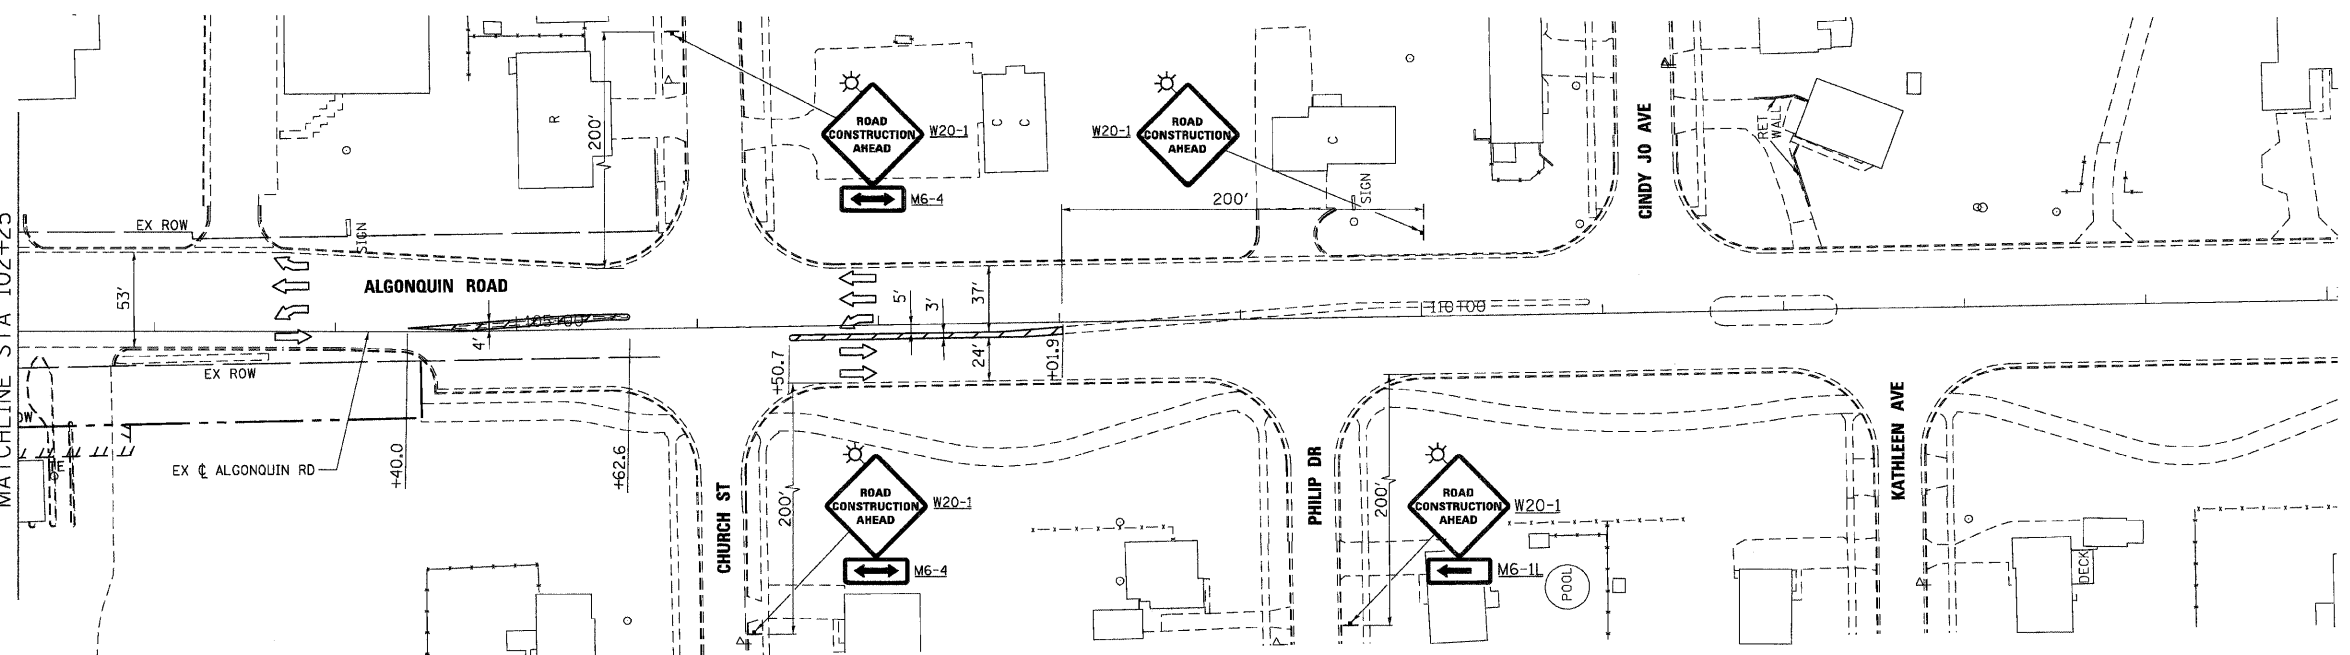 MATCHLINE STA 102+25
EX ROW
SIGN
R
200'
ROAD
CONSTRUCTION
AHEAD
W20-1
M6-4
C
C
W20-1
ROAD
CONSTRUCTION
AHEAD
200'
C
SIGN
CINDY JO AVE
RET
WALL
53'
ALGONQUIN ROAD
105+00
4'
5'
3'
37'
24'
110+00
EX ROW
+50.7
+01.9
EX ℄ ALGONQUIN RD
+40.0
+62.6
CHURCH ST
200'
ROAD
CONSTRUCTION
AHEAD
W20-1
M6-4
PHILIP DR
200'
ROAD
CONSTRUCTION
AHEAD
W20-1
M6-1L
POOL
KATHLEEN AVE
DECK